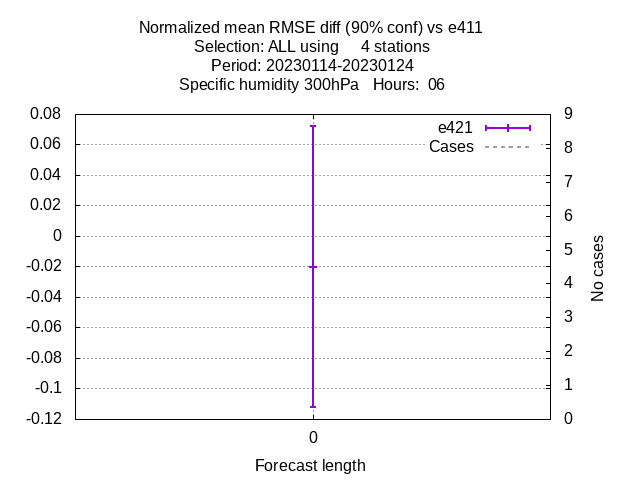 Normalized mean RMSE diff (90% conf) vs e411
Selection: ALL using     4 stations
Period: 20230114-20230124
Specific humidity 300hPa   Hours:  06
0.08
0.06
0.04
0.02
0
-0.02
-0.04
-0.06
-0.08
-0.1
-0.12
e421
Cases
9
8
7
6
5
4
3
2
1
0
No cases
0
Forecast length